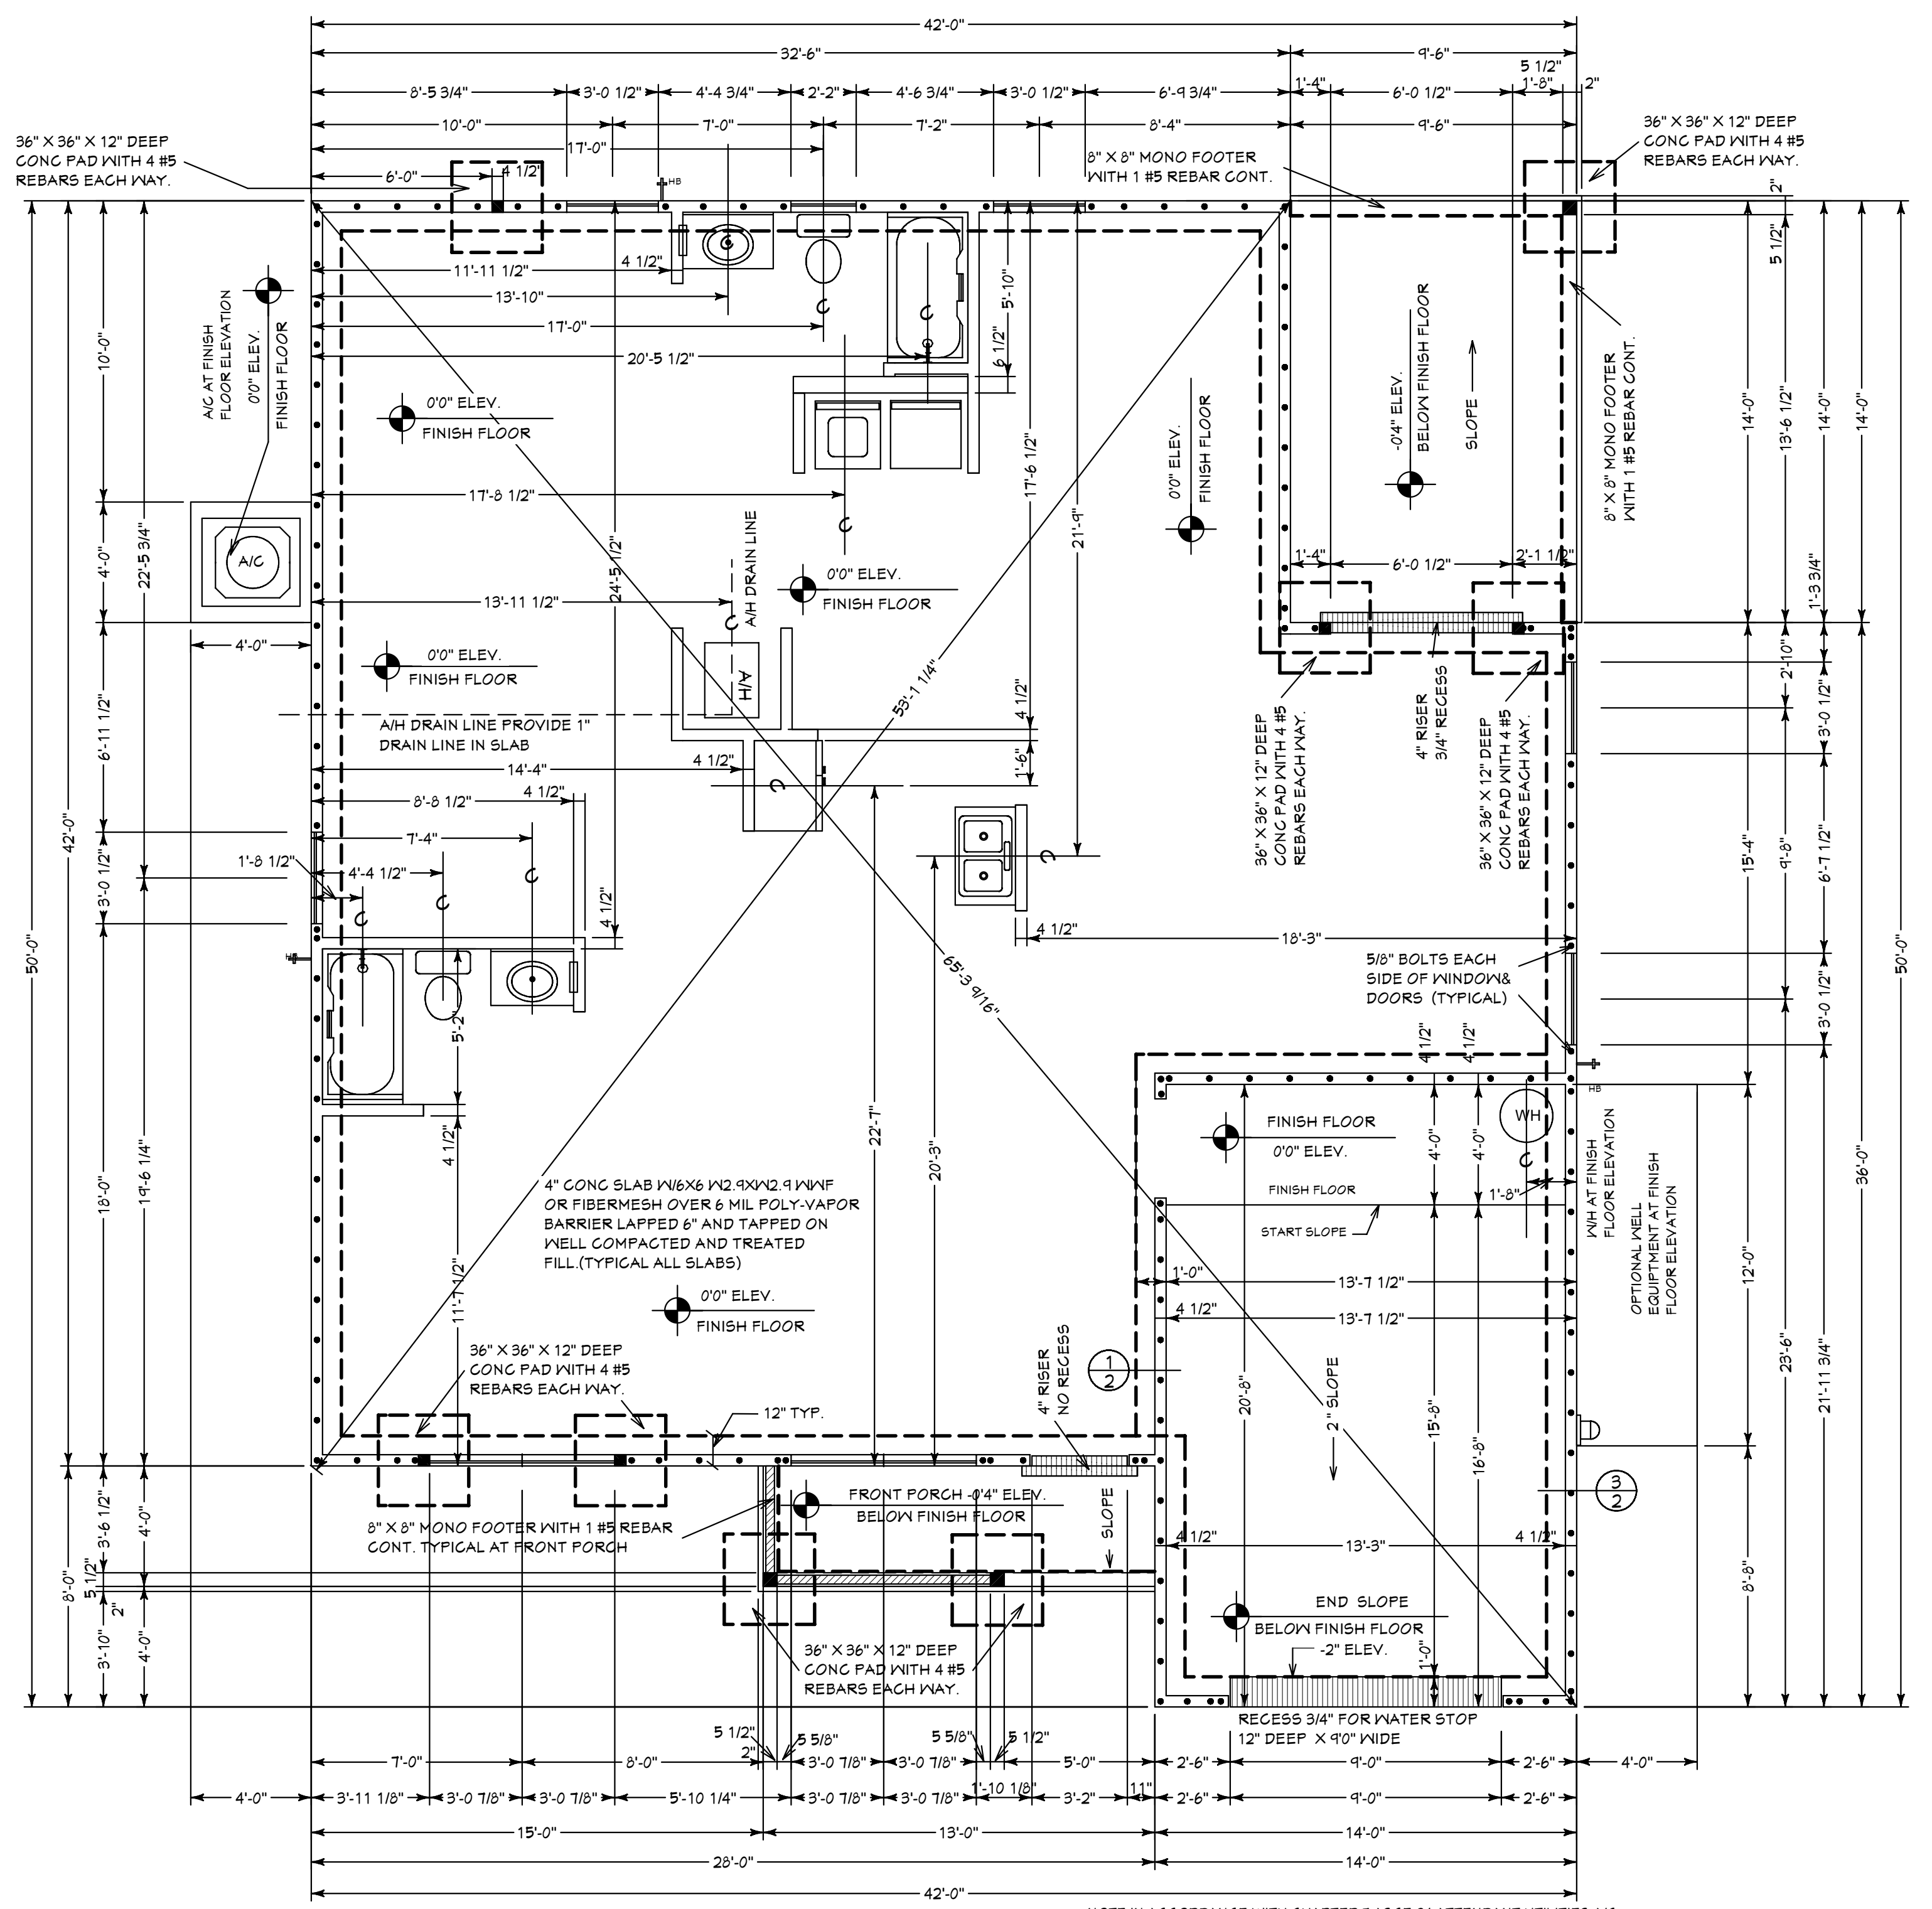 42'-0"
32'-6"
9'-6"
5 1/2"
8'-5 3/4"
3'-0 1/2"
4'-4 3/4"
2'-2"
4'-6 3/4"
3'-0 1/2"
6'-9 3/4"
1'-4"
6'-0 1/2"
1'-8"
2"
10'-0"
7'-0"
7'-2"
8'-4"
9'-6"
17'-0"
6'-0"
4 1/2"
36" X 36" X 12" DEEP
CONC PAD WITH 4 #5
REBARS EACH WAY.
8" X 8" MONO FOOTER
WITH 1 #5 REBAR CONT.
36" X 36" X 12" DEEP
CONC PAD WITH 4 #5
REBARS EACH WAY.
HB
2"
5 1/2"
11'-11 1/2"
4 1/2"
13'-10"
17'-0"
20'-5 1/2"
5'-10"
6 1/2"
A/C AT FINISH
FLOOR ELEVATION
0'0" ELEV.
FINISH FLOOR
10'-0"
0'0" ELEV.
FINISH FLOOR
17'-8 1/2"
17'-6 1/2"
21'-9"
0'0" ELEV.
FINISH FLOOR
-0'4" ELEV.
BELOW FINISH FLOOR
SLOPE
8" X 8" MONO FOOTER
WITH 1 #5 REBAR CONT.
14'-0"
13'-6 1/2"
14'-0"
14'-0"
4'-0"
22'-5 3/4"
A/C
24'-5 1/2"
A/H DRAIN LINE
0'0" ELEV.
FINISH FLOOR
13'-11 1/2"
1'-4"
6'-0 1/2"
2'-1 1/2"
1'-3 3/4"
4'-0"
0'0" ELEV.
FINISH FLOOR
A/H
53'-1 1/4"
A/H DRAIN LINE PROVIDE 1"
DRAIN LINE IN SLAB
6'-11 1/2"
4 1/2"
1'-6"
36" X 36" X 12" DEEP
CONC PAD WITH 4 #5
REBARS EACH WAY.
4" RISER
3/4" RECESS
36" X 36" X 12" DEEP
CONC PAD WITH 4 #5
REBARS EACH WAY.
2'-10"
3'-0 1/2"
14'-4"
4 1/2"
8'-8 1/2"
4 1/2"
7'-4"
42'-0"
1'-8 1/2"
4'-4 1/2"
3'-0 1/2"
4 1/2"
15'-4"
9'-8"
6'-7 1/2"
4 1/2"
18'-3"
50'-0"
HB
65'-3 9/16"
5/8" BOLTS EACH
SIDE OF WINDOW&
DOORS (TYPICAL)
3'-0 1/2"
50'-0"
5'-2"
4 1/2"
4 1/2"
HB
22'-7"
20'-3"
FINISH FLOOR
0'0" ELEV.
4'-0"
4'-0"
WH
W/H AT FINISH
FLOOR ELEVATION
OPTIONAL WELL
EQUIPTMENT AT FINISH
FLOOR ELEVATION
4 1/2"
18'-0"
19'-6 1/4"
36'-0"
4" CONC SLAB W/6X6 W2.9XW2.9 WWF
OR FIBERMESH OVER 6 MIL POLY-VAPOR
BARRIER LAPPED 6" AND TAPPED ON
WELL COMPACTED AND TREATED
FILL.(TYPICAL ALL SLABS)
FINISH FLOOR
1'-8"
START SLOPE
12'-0"
11'-7 1/2"
1'-0"
13'-7 1/2"
4 1/2"
13'-7 1/2"
0'0" ELEV.
FINISH FLOOR
36" X 36" X 12" DEEP
CONC PAD WITH 4 #5
REBARS EACH WAY.
12" TYP.
4" RISER
NO RECESS
1
2
20'-8"
2" SLOPE
15'-8"
16'-8"
23'-6"
21'-11 3/4"
3
2
FRONT PORCH -0'4" ELEV.
BELOW FINISH FLOOR
SLOPE
8" X 8" MONO FOOTER WITH 1 #5 REBAR
CONT. TYPICAL AT FRONT PORCH
4 1/2"
13'-3"
4 1/2"
3'-6 1/2"
4'-0"
8'-0"
5 1/2"
2"
3'-10"
4'-0"
8'-8"
36" X 36" X 12" DEEP
CONC PAD WITH 4 #5
REBARS EACH WAY.
END SLOPE
BELOW FINISH FLOOR
-2" ELEV.
1'-0"
RECESS 3/4" FOR WATER STOP
12" DEEP X 9'0" WIDE
5 1/2"
2"
5 5/8"
5 5/8"
5 1/2"
7'-0"
8'-0"
3'-0 7/8"
3'-0 7/8"
5'-0"
2'-6"
9'-0"
2'-6"
4'-0"
4'-0"
3'-11 1/8"
3'-0 7/8"
3'-0 7/8"
5'-10 1/4"
3'-0 7/8"
3'-0 7/8"
1'-10 1/8"
3'-2"
11"
2'-6"
9'-0"
2'-6"
15'-0"
13'-0"
14'-0"
28'-0"
14'-0"
42'-0"